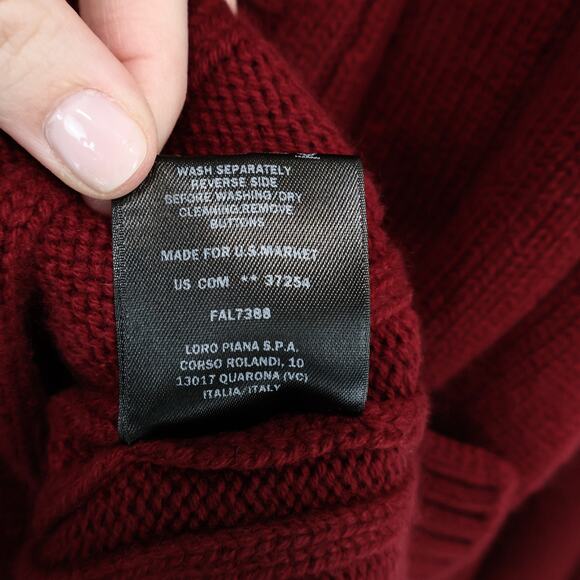 WASH SEPARATELY
REVERSE SIDE
BEFORE WASHING/DRY
CLEANING,REMOVE
BUTTONS
MADE FOR U.S.MARKET
US COM ** 37254
FAL7388
LORO PIANA S.P.A.
CORSO ROLANDI, 10
13017 QUARONA (VC)
ITALIA/ITALY